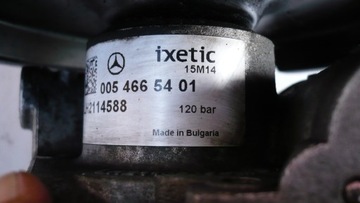 ixetic
15M14
005 466 54 01
2114588
120 bar
Made in Bulgaria